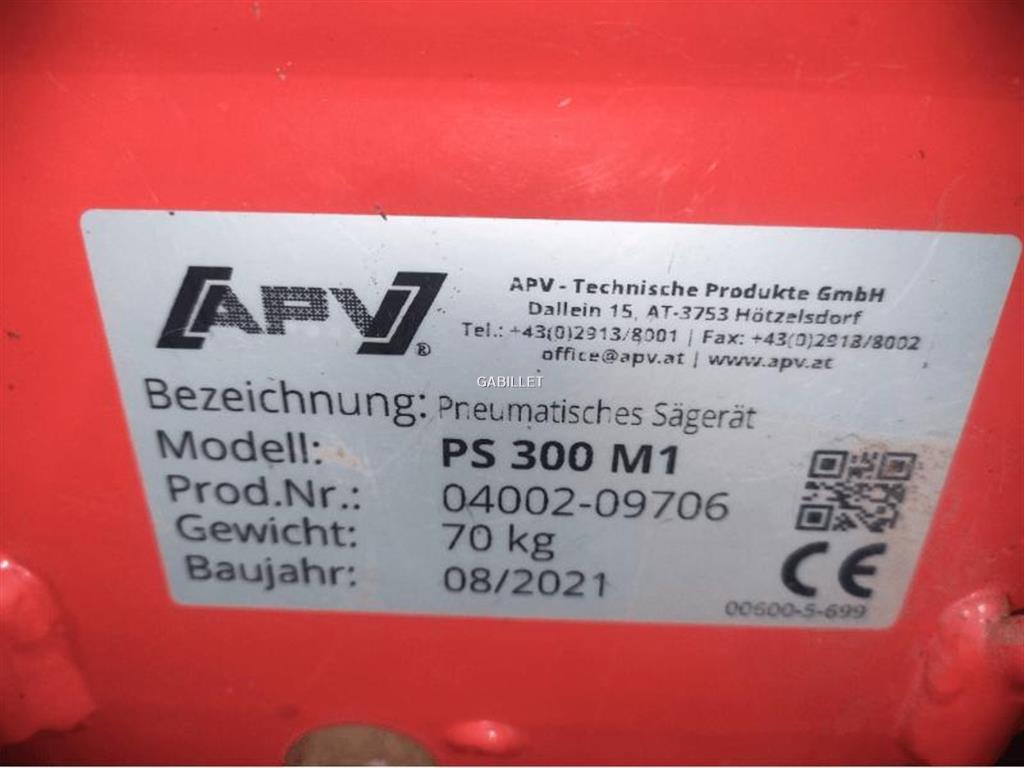 [APV]®
APV - Technische Produkte GmbH
Dallein 15, AT-3753 Hötzelsdorf
Tel.: +43(0)2913/8001 | Fax: +43(0)2913/8002
office@apv.at | www.apv.at
GABILLET
Bezeichnung: Pneumatisches Sägerät
Modell: PS 300 M1
Prod.Nr.: 04002-09706
Gewicht: 70 kg
Baujahr: 08/2021
CE
00600-5-699